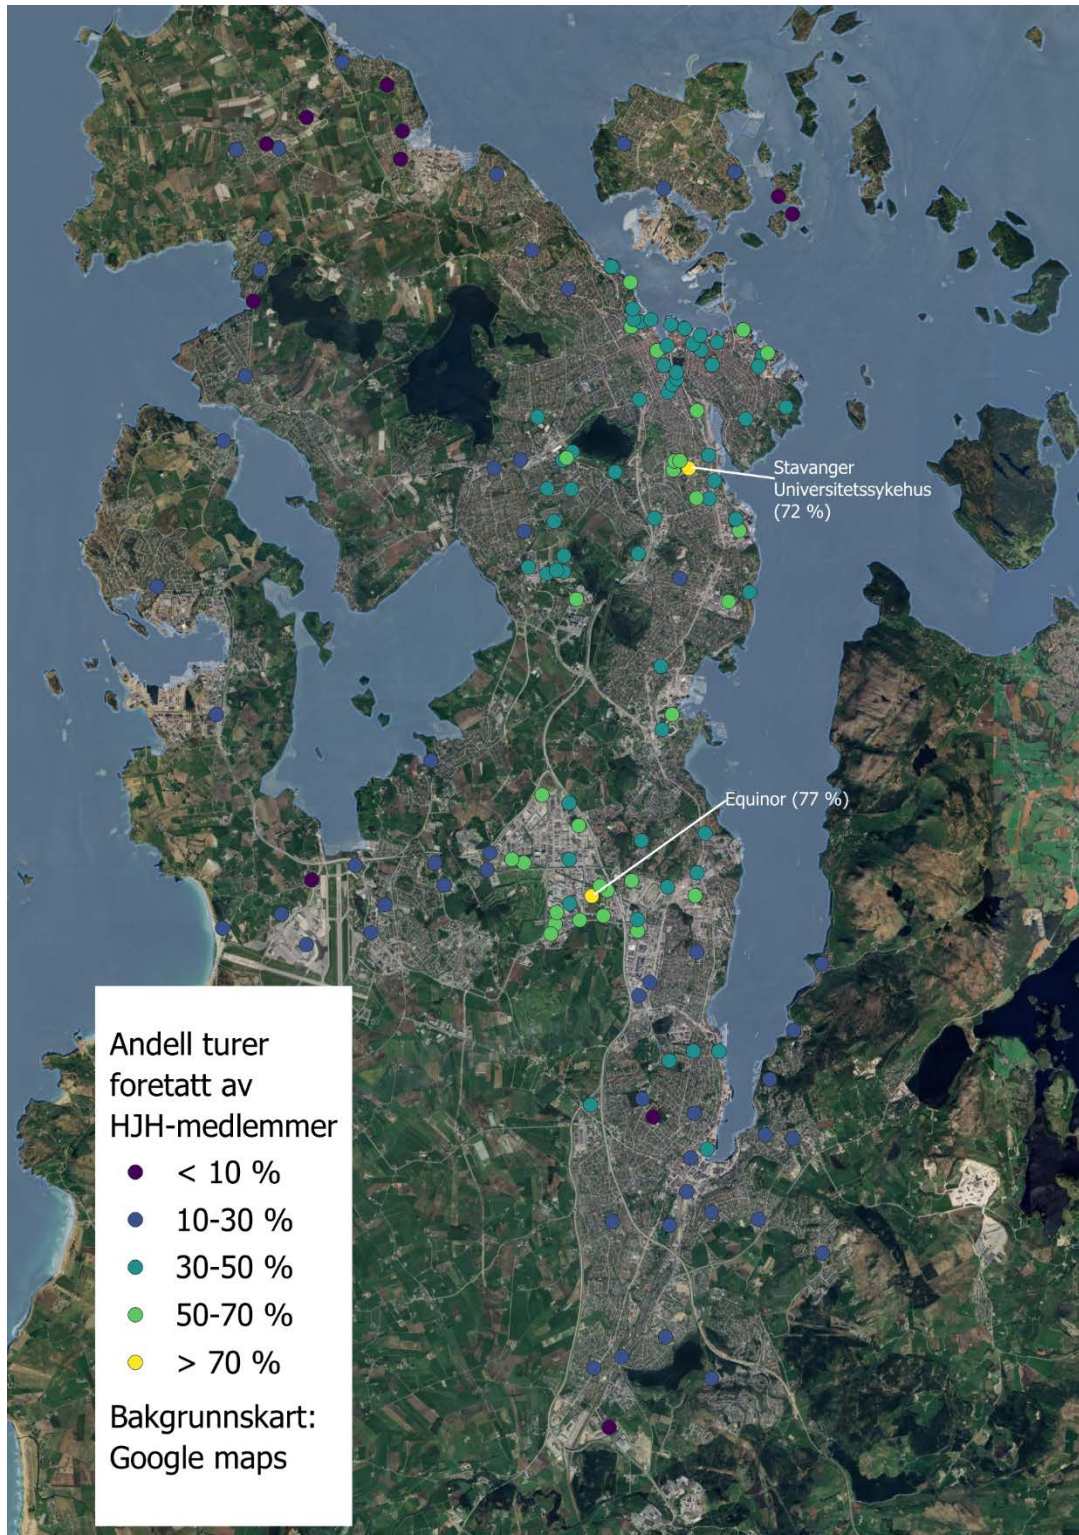 Stavanger
Universitetssykehus
(72 %)
Equinor (77 %)
Andell turer
foretatt av
HJH-medlemmer
< 10 %
10-30 %
30-50 %
50-70 %
> 70 %
Bakgrunnskart:
Google maps